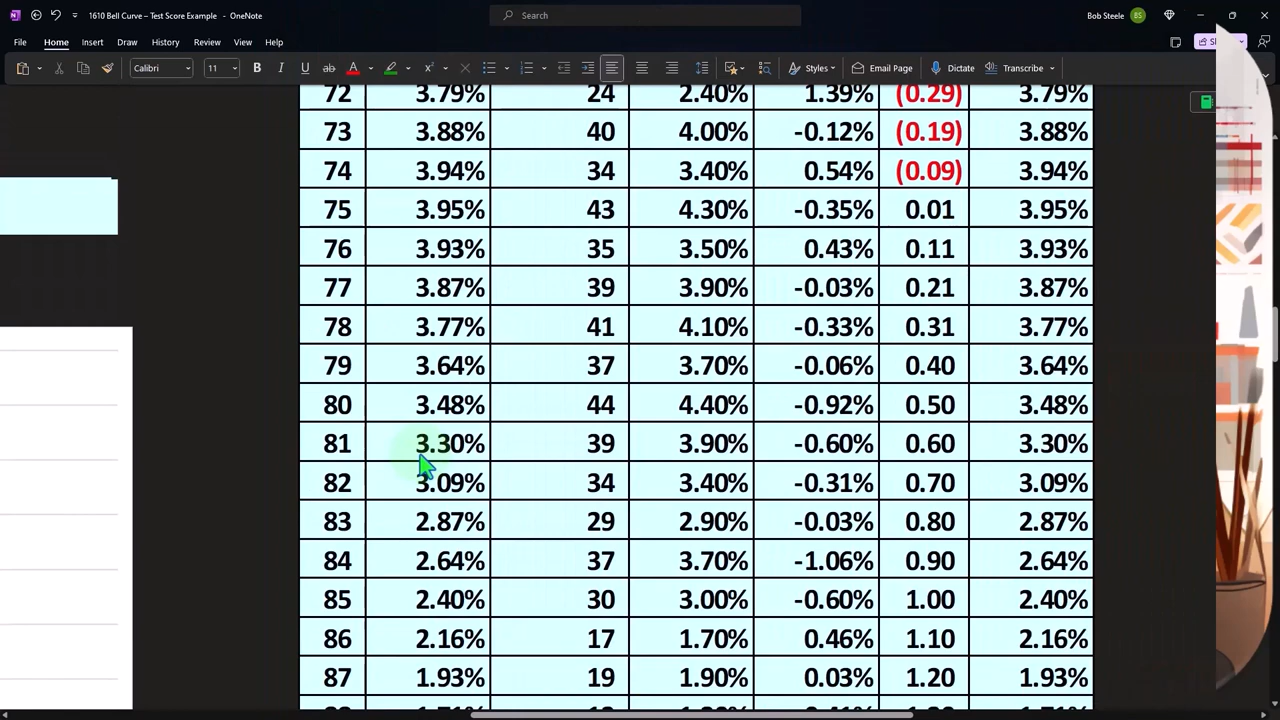 1610 Bell Curve – Test Score Example - OneNote
Search
Bob Steele BS
File Home Insert Draw History Review View Help
Calibri 11 B I U ab A x Styles Email Page Dictate Transcribe
72 3.79% 24 2.40% 1.39% (0.29) 3.79%
73 3.88% 40 4.00% -0.12% (0.19) 3.88%
74 3.94% 34 3.40% 0.54% (0.09) 3.94%
75 3.95% 43 4.30% -0.35% 0.01 3.95%
76 3.93% 35 3.50% 0.43% 0.11 3.93%
77 3.87% 39 3.90% -0.03% 0.21 3.87%
78 3.77% 41 4.10% -0.33% 0.31 3.77%
79 3.64% 37 3.70% -0.06% 0.40 3.64%
80 3.48% 44 4.40% -0.92% 0.50 3.48%
81 3.30% 39 3.90% -0.60% 0.60 3.30%
82 3.09% 34 3.40% -0.31% 0.70 3.09%
83 2.87% 29 2.90% -0.03% 0.80 2.87%
84 2.64% 37 3.70% -1.06% 0.90 2.64%
85 2.40% 30 3.00% -0.60% 1.00 2.40%
86 2.16% 17 1.70% 0.46% 1.10 2.16%
87 1.93% 19 1.90% 0.03% 1.20 1.93%